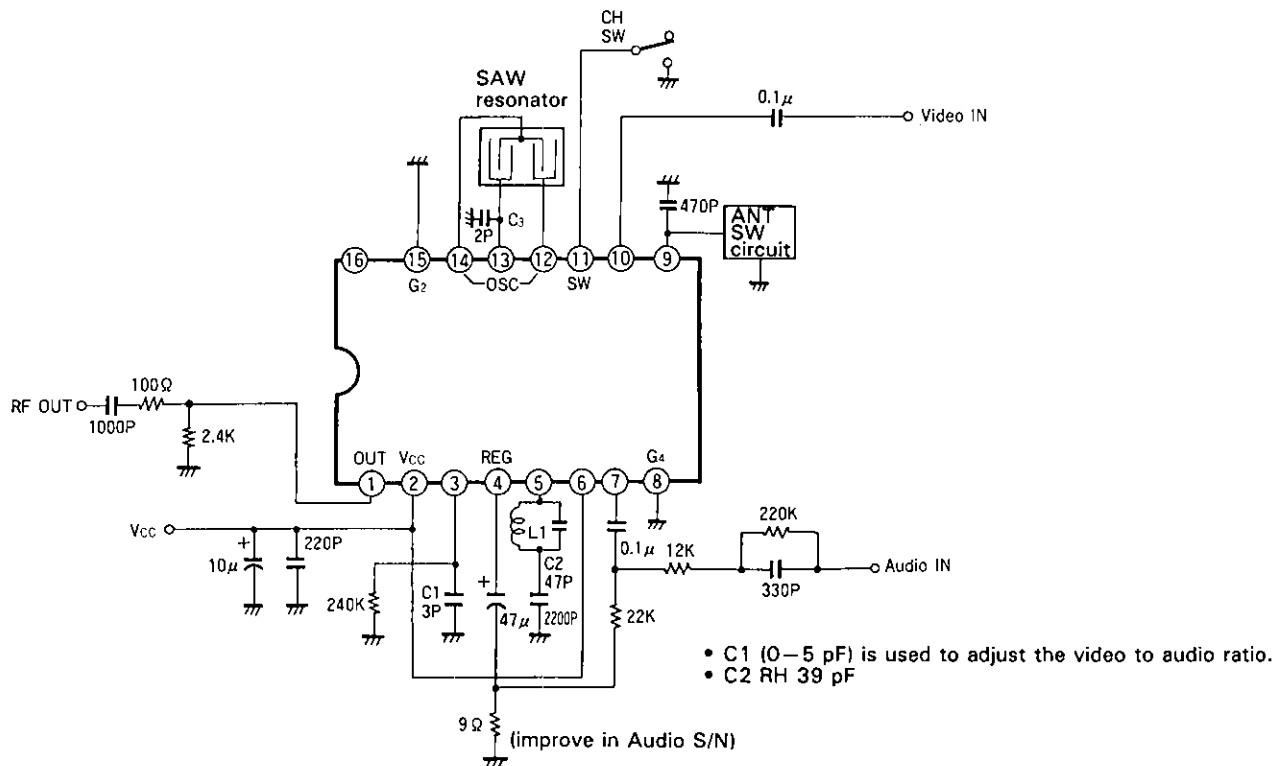 CH
SW
SAW
resonator
0.1μ
Video IN
470P
ANT
SW
circuit
C3
2P
16
15
14
13
12
11
10
9
G2
OSC
SW
RF OUT
1000P
100Ω
2.4K
OUT
Vcc
REG
G4
1
2
3
4
5
6
7
8
Vcc
+
10μ
220P
240K
C1
3P
+
47μ
L1
C2
47P
2200P
0.1μ
12K
220K
330P
Audio IN
22K
9Ω
(improve in Audio S/N)
• C1 (0–5 pF) is used to adjust the video to audio ratio.
• C2 RH 39 pF